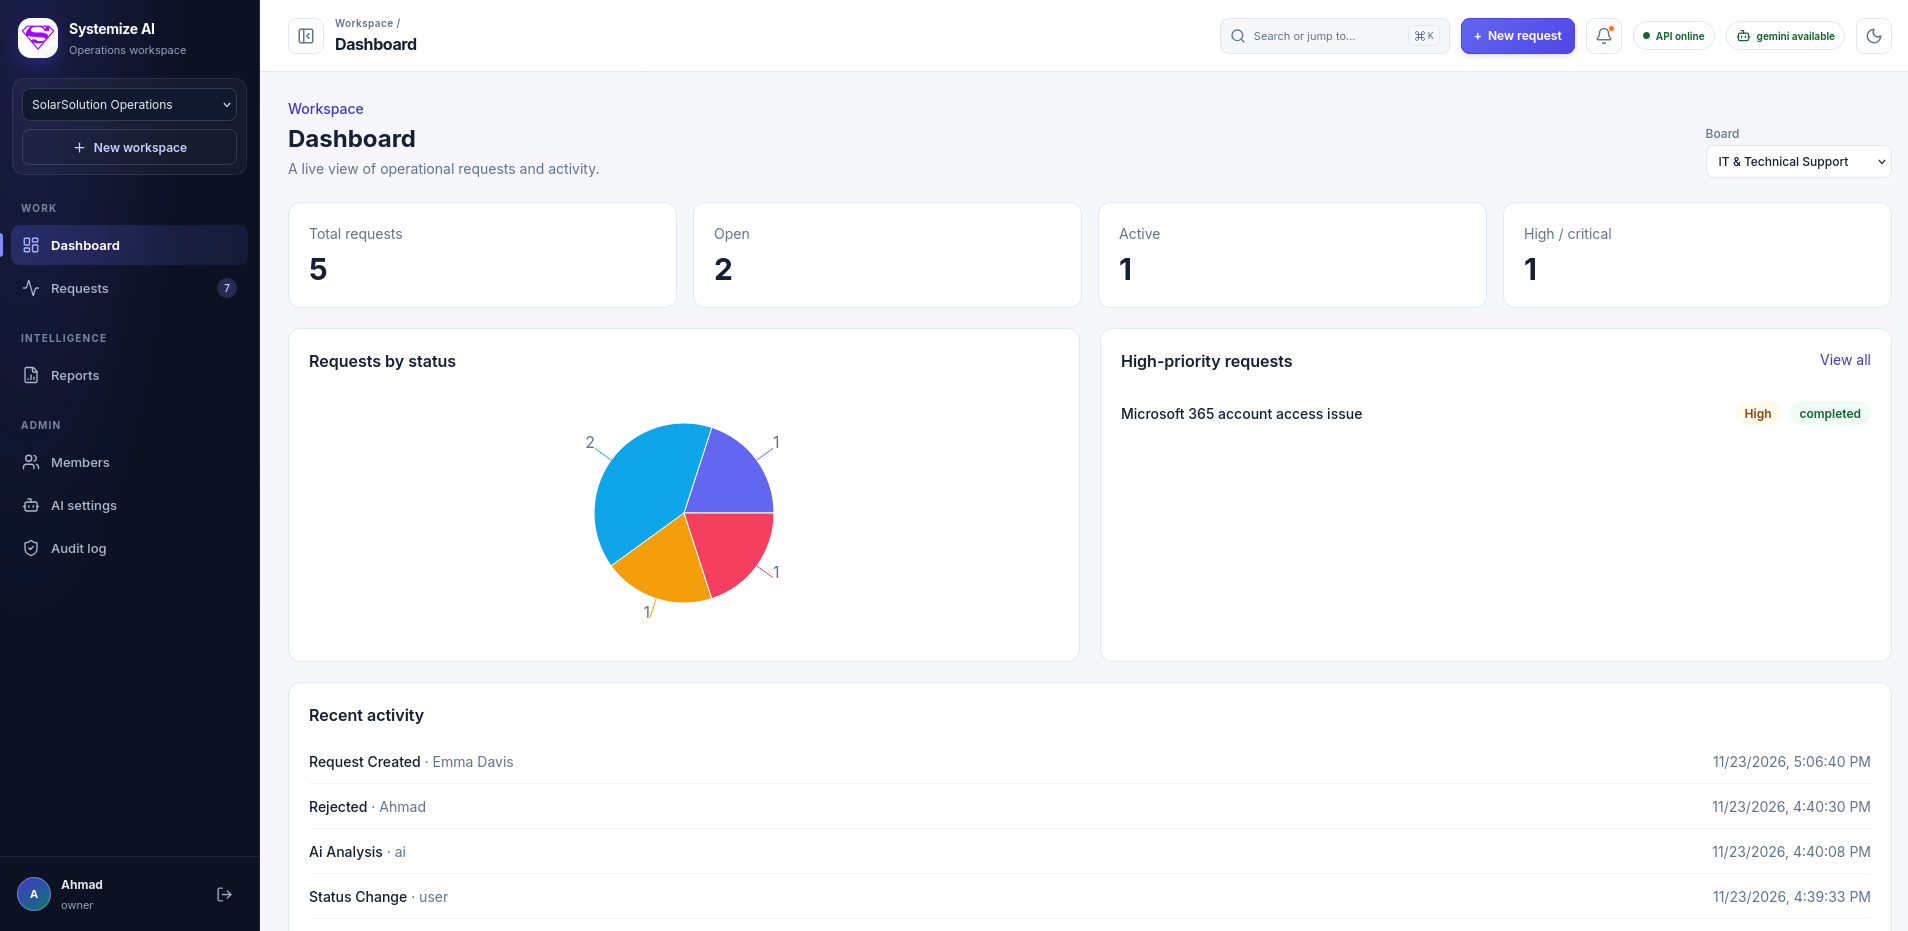 Systemize AI
Operations workspace
SolarSolution Operations
+ New workspace
WORK
Dashboard
Requests 7
INTELLIGENCE
Reports
ADMIN
Members
AI settings
Audit log
A
Ahmad
owner
Workspace /
Dashboard
Search or jump to... ⌘ K
+ New request
API online
gemini available
Workspace
Dashboard
A live view of operational requests and activity.
Board
IT & Technical Support
Total requests
5
Open
2
Active
1
High / critical
1
Requests by status
2
1
1
1
High-priority requests
View all
Microsoft 365 account access issue High completed
Recent activity
Request Created · Emma Davis 11/23/2026, 5:06:40 PM
Rejected · Ahmad 11/23/2026, 4:40:30 PM
Ai Analysis · ai 11/23/2026, 4:40:08 PM
Status Change · user 11/23/2026, 4:39:33 PM